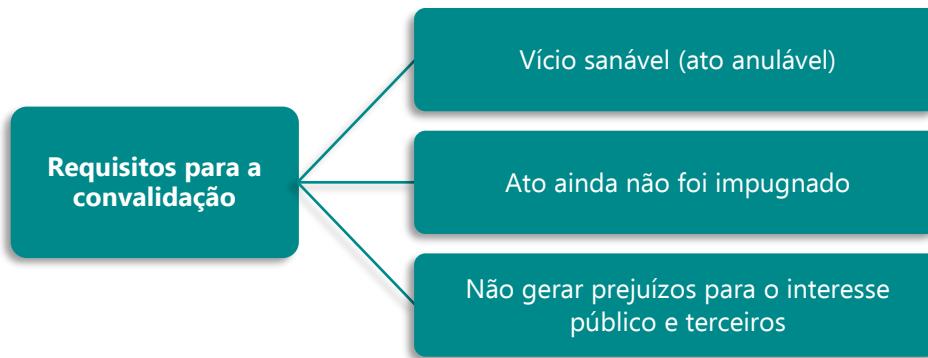 Requisitos para a
convalidação
Vício sanável (ato anulável)
Ato ainda não foi impugnado
Não gerar prejuízos para o interesse
público e terceiros